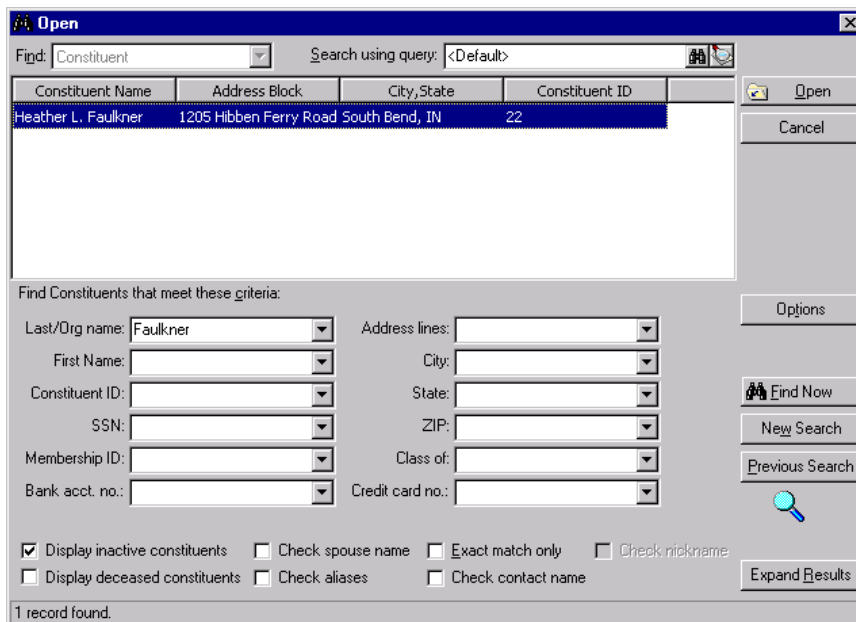 Open
Find: Constituent Search using query: <Default>
Constituent Name Address Block City,State Constituent ID
Open
Heather L. Faulkner 1205 Hibben Ferry Road South Bend, IN 22
Cancel
Find Constituents that meet these criteria:
Options
Last/Org name: Faulkner Address lines:
First Name: City:
Constituent ID: State:
Find Now
SSN: ZIP:
New Search
Membership ID: Class of:
Previous Search
Bank acct. no.: Credit card no.:
Display inactive constituents Check spouse name Exact match only Check nickname
Display deceased constituents Check aliases Check contact name
Expand Results
1 record found.